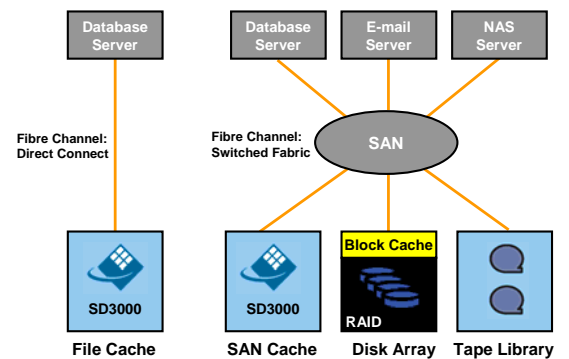 Database
Server
Database
Server
E-mail
Server
NAS
Server
Fibre Channel:
Direct Connect
Fibre Channel:
Switched Fabric
SAN
SD3000
SD3000
Block Cache
RAID
File Cache
SAN Cache
Disk Array
Tape Library